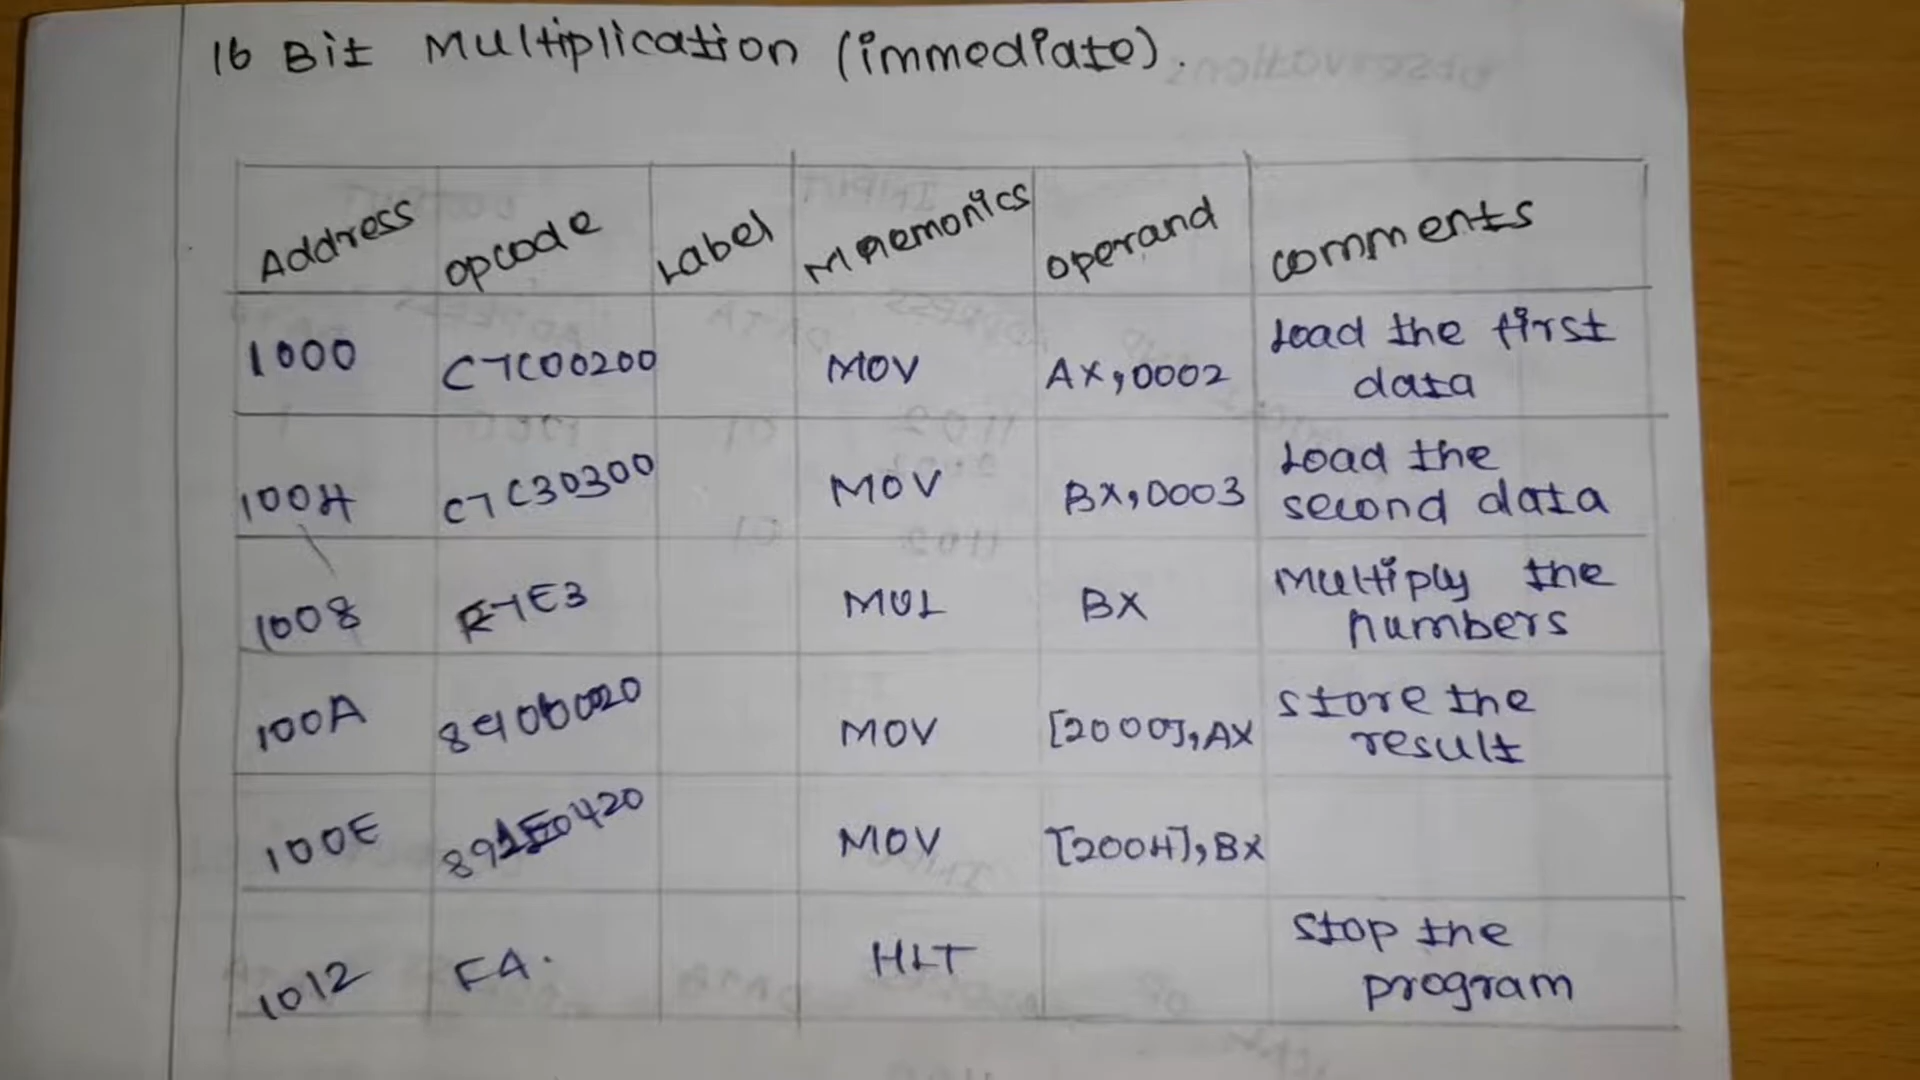 16 Bit Multiplication (immediate).
Address opcode Label Mnemonics operand comments
1000 C7C00200 MOV AX,0002 Load the first
data
1004 C7C30300 MOV BX,0003 Load the
second data
1008 F7E3 MUL BX Multiply the
numbers
100A MOV [2000],AX store the
result
100E 891E0420 MOV [2004],BX
1012 F4. HLT stop the
program